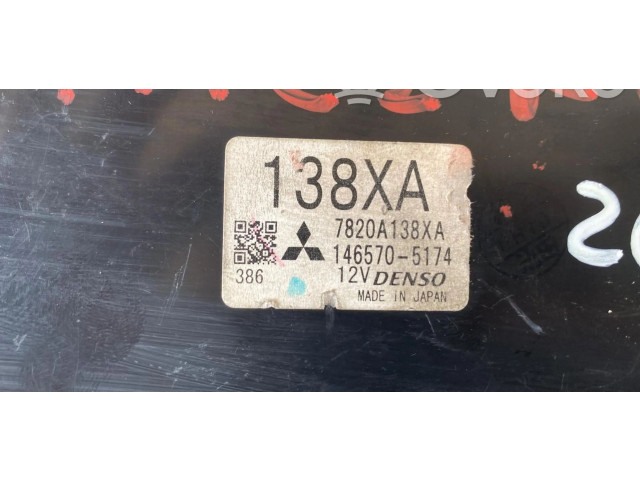 138XA
7820A138XA
146570-5174
386
12V DENSO
MADE IN JAPAN